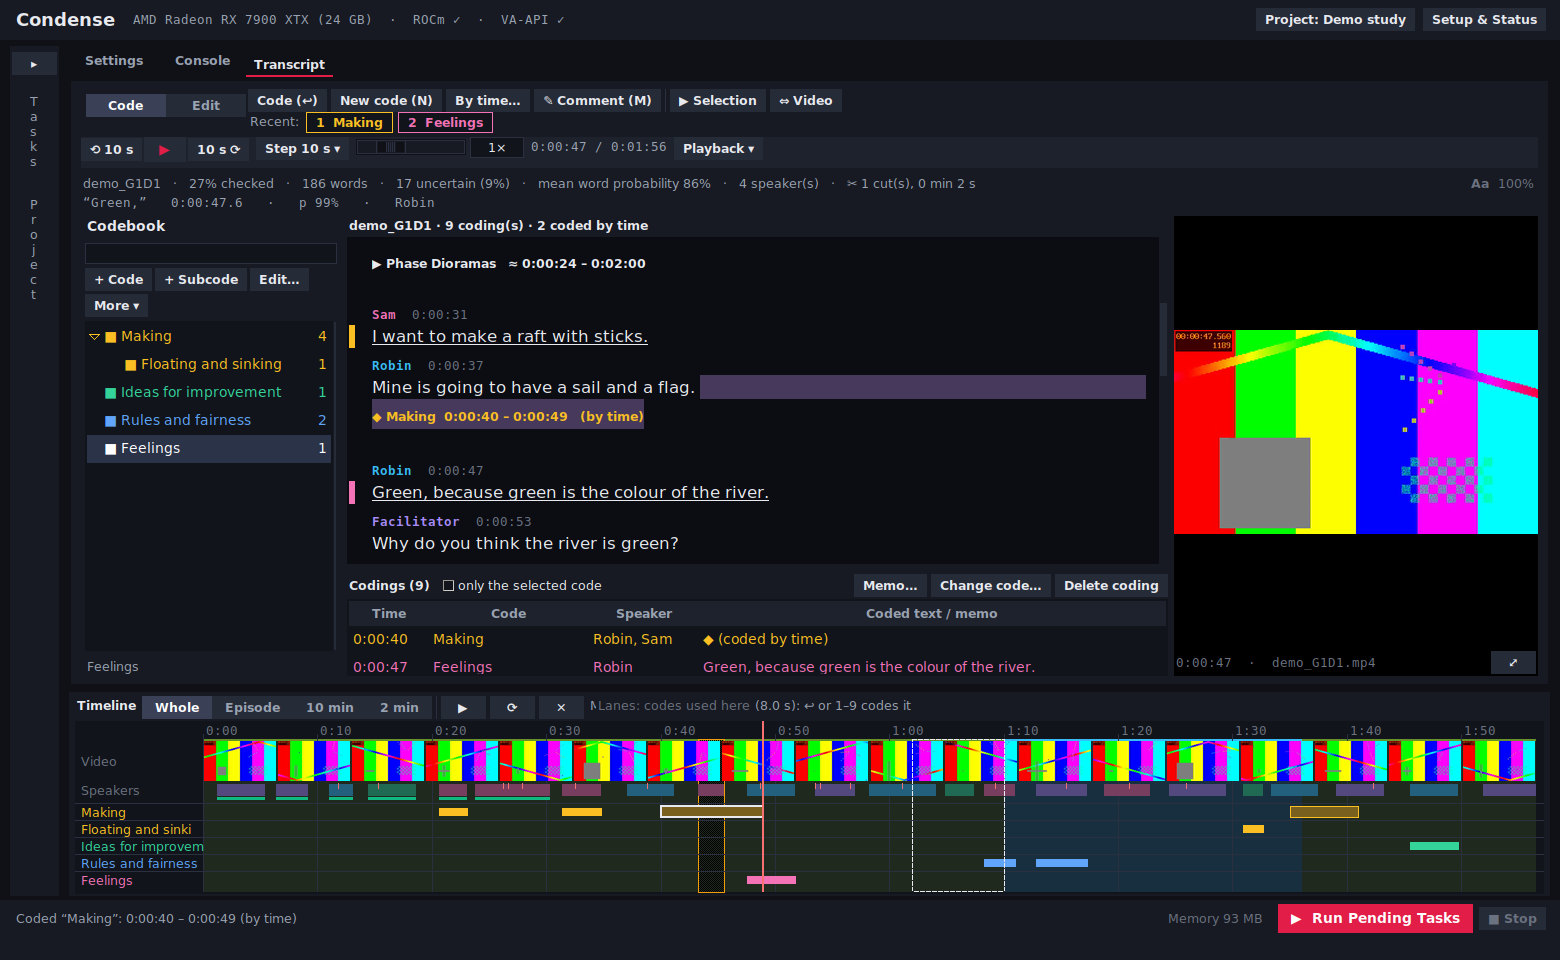 Condense AMD Radeon RX 7900 XTX (24 GB) · ROCm ✓ · VA-API ✓ Project: Demo study Setup & Status
▸ Settings Console Transcript
Tasks
Project
Code Edit Code (↩) New code (N) By time… ✎ Comment (M) ▶ Selection ⇔ Video
Recent: 1 Making 2 Feelings
⟲ 10 s ▶ 10 s ⟳ Step 10 s ▾ 1× 0:00:47 / 0:01:56 Playback ▾
demo_G1D1 · 27% checked · 186 words · 17 uncertain (9%) · mean word probability 86% · 4 speaker(s) · ✂ 1 cut(s), 0 min 2 s Aa 100%
“Green,” 0:00:47.6 · p 99% · Robin
Codebook
+ Code + Subcode Edit…
More ▾
Making 4
Floating and sinking 1
Ideas for improvement 1
Rules and fairness 2
Feelings 1
Feelings
demo_G1D1 · 9 coding(s) · 2 coded by time
▶ Phase Dioramas ≈ 0:00:24 – 0:02:00
Sam 0:00:31
I want to make a raft with sticks.
Robin 0:00:37
Mine is going to have a sail and a flag.
◆ Making 0:00:40 – 0:00:49 (by time)
Robin 0:00:47
Green, because green is the colour of the river.
Facilitator 0:00:53
Why do you think the river is green?
Codings (9) ☐ only the selected code Memo… Change code… Delete coding
Time Code Speaker Coded text / memo
0:00:40 Making Robin, Sam ◆ (coded by time)
0:00:47 Feelings Robin Green, because green is the colour of the river.
00:00:47.560
1189
0:00:47 · demo_G1D1.mp4 ⤢
Timeline Whole Episode 10 min 2 min ▶ ⟳ ✕ Lanes: codes used here (8.0 s): ↩ or 1–9 codes it
0:00 0:10 0:20 0:30 0:40 0:50 1:00 1:10 1:20 1:30 1:40 1:50
Video
Speakers
Making
Floating and sinki
Ideas for improvem
Rules and fairness
Feelings
Coded “Making”: 0:00:40 – 0:00:49 (by time) Memory 93 MB ▶ Run Pending Tasks ■ Stop